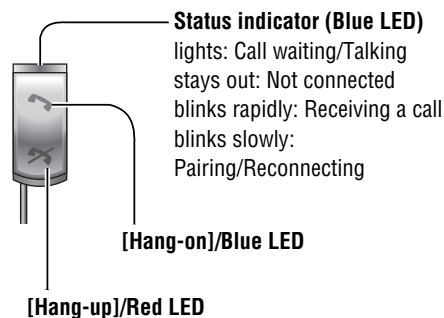 Status indicator (Blue LED)
lights: Call waiting/Talking
stays out: Not connected
blinks rapidly: Receiving a call
blinks slowly:
Pairing/Reconnecting
[Hang-on]/Blue LED
[Hang-up]/Red LED